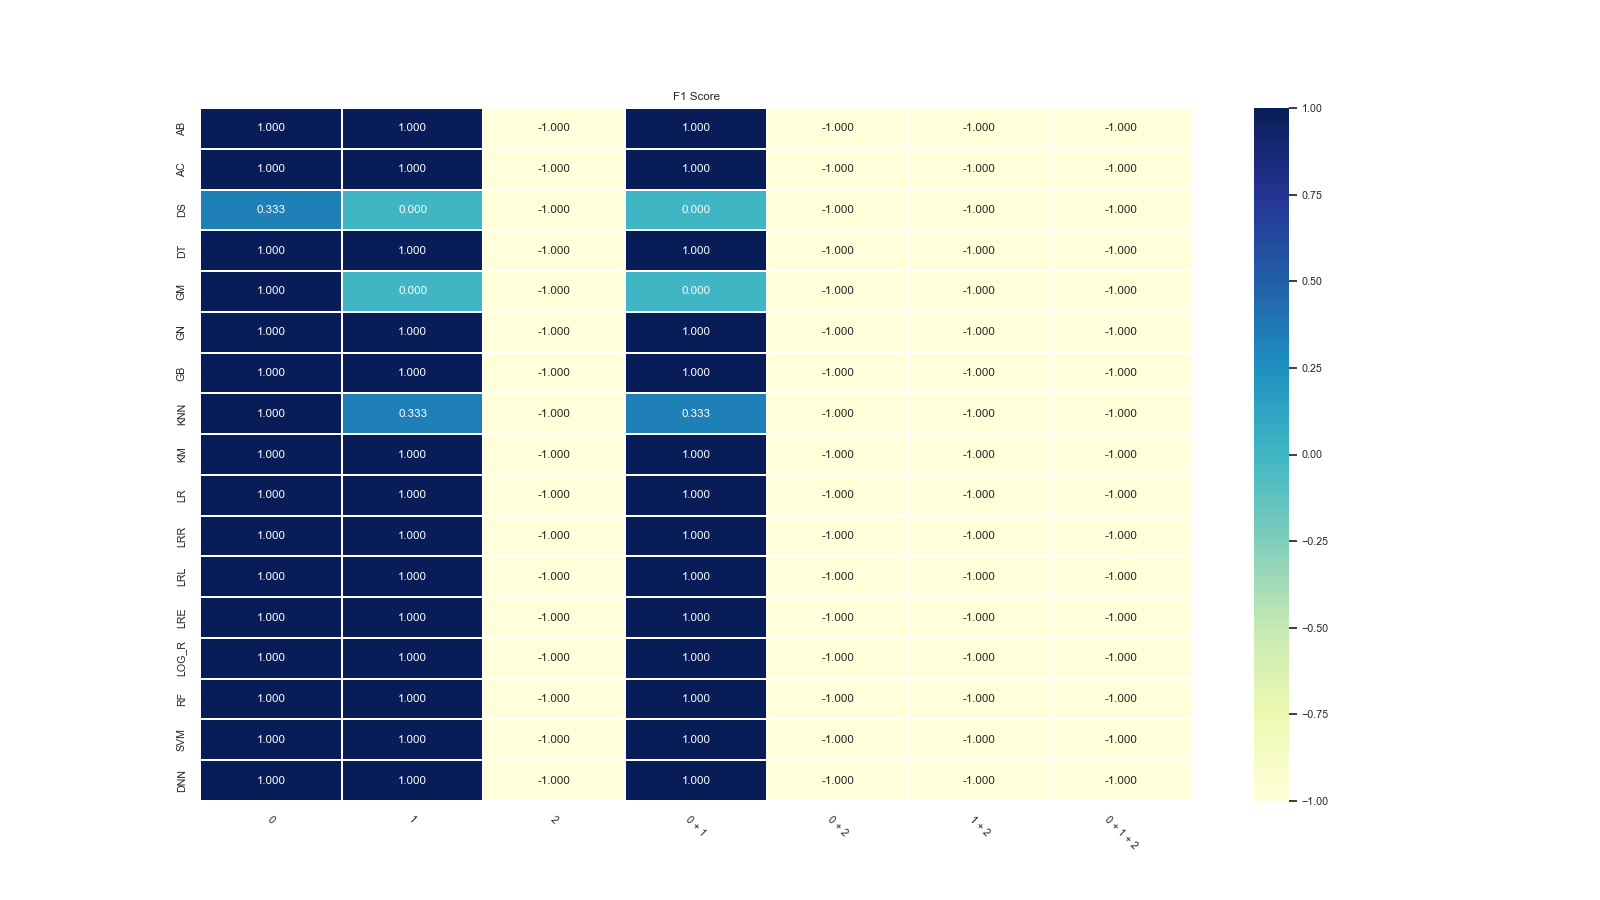 F1 Score
AB 1.000 1.000 -1.000 1.000 -1.000 -1.000 -1.000
AC 1.000 1.000 -1.000 1.000 -1.000 -1.000 -1.000
DS 0.333 0.000 -1.000 0.000 -1.000 -1.000 -1.000
DT 1.000 1.000 -1.000 1.000 -1.000 -1.000 -1.000
GM 1.000 0.000 -1.000 0.000 -1.000 -1.000 -1.000
GN 1.000 1.000 -1.000 1.000 -1.000 -1.000 -1.000
GB 1.000 1.000 -1.000 1.000 -1.000 -1.000 -1.000
KNN 1.000 0.333 -1.000 0.333 -1.000 -1.000 -1.000
KM 1.000 1.000 -1.000 1.000 -1.000 -1.000 -1.000
LR 1.000 1.000 -1.000 1.000 -1.000 -1.000 -1.000
LRR 1.000 1.000 -1.000 1.000 -1.000 -1.000 -1.000
LRL 1.000 1.000 -1.000 1.000 -1.000 -1.000 -1.000
LRE 1.000 1.000 -1.000 1.000 -1.000 -1.000 -1.000
LOG_R 1.000 1.000 -1.000 1.000 -1.000 -1.000 -1.000
RF 1.000 1.000 -1.000 1.000 -1.000 -1.000 -1.000
SVM 1.000 1.000 -1.000 1.000 -1.000 -1.000 -1.000
DNN 1.000 1.000 -1.000 1.000 -1.000 -1.000 -1.000
0 1 2 0 + 1 0 + 2 1 + 2 0 + 1 + 2
1.00
0.75
0.50
0.25
0.00
−0.25
−0.50
−0.75
−1.00